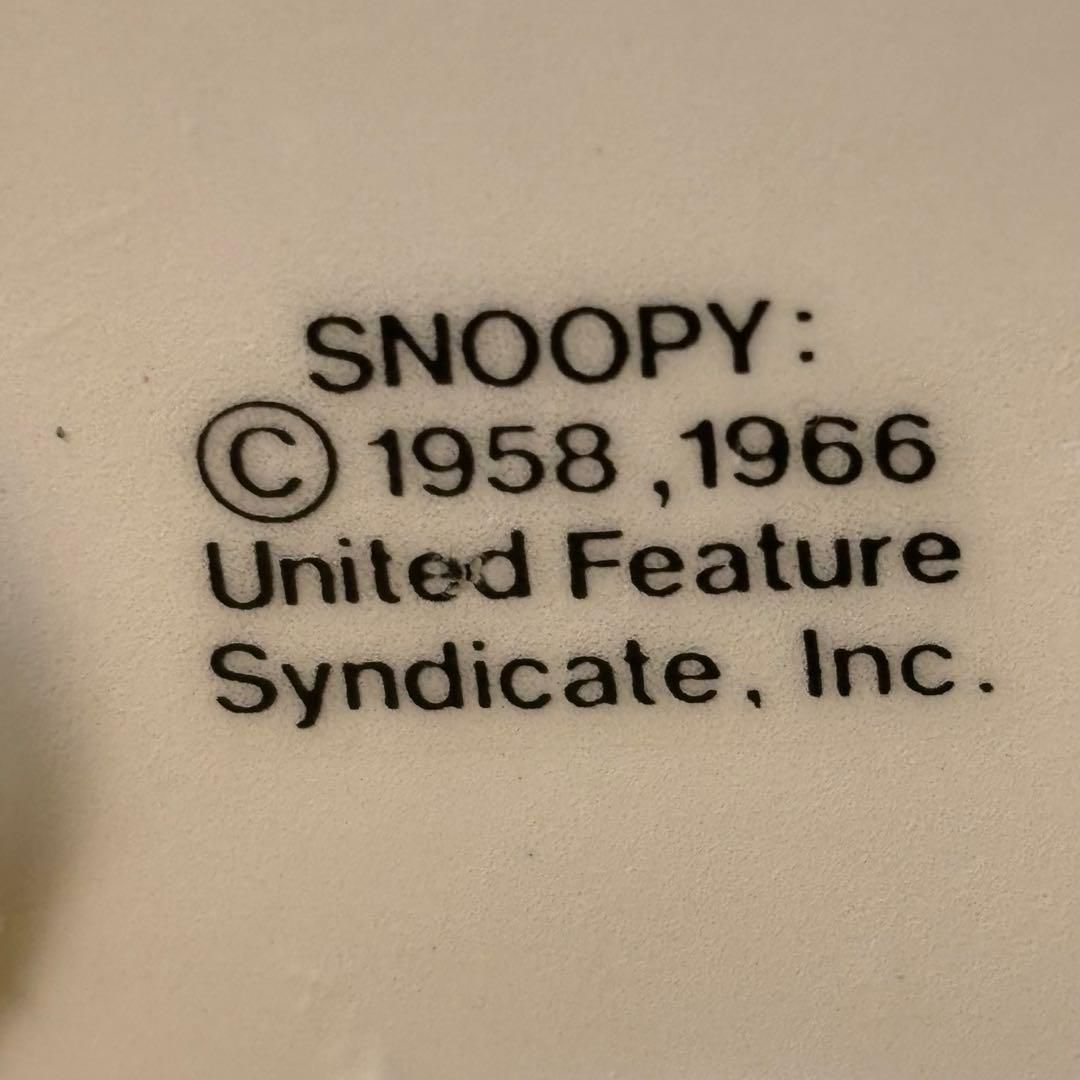 SNOOPY:
© 1958, 1966
United Feature
Syndicate, Inc.